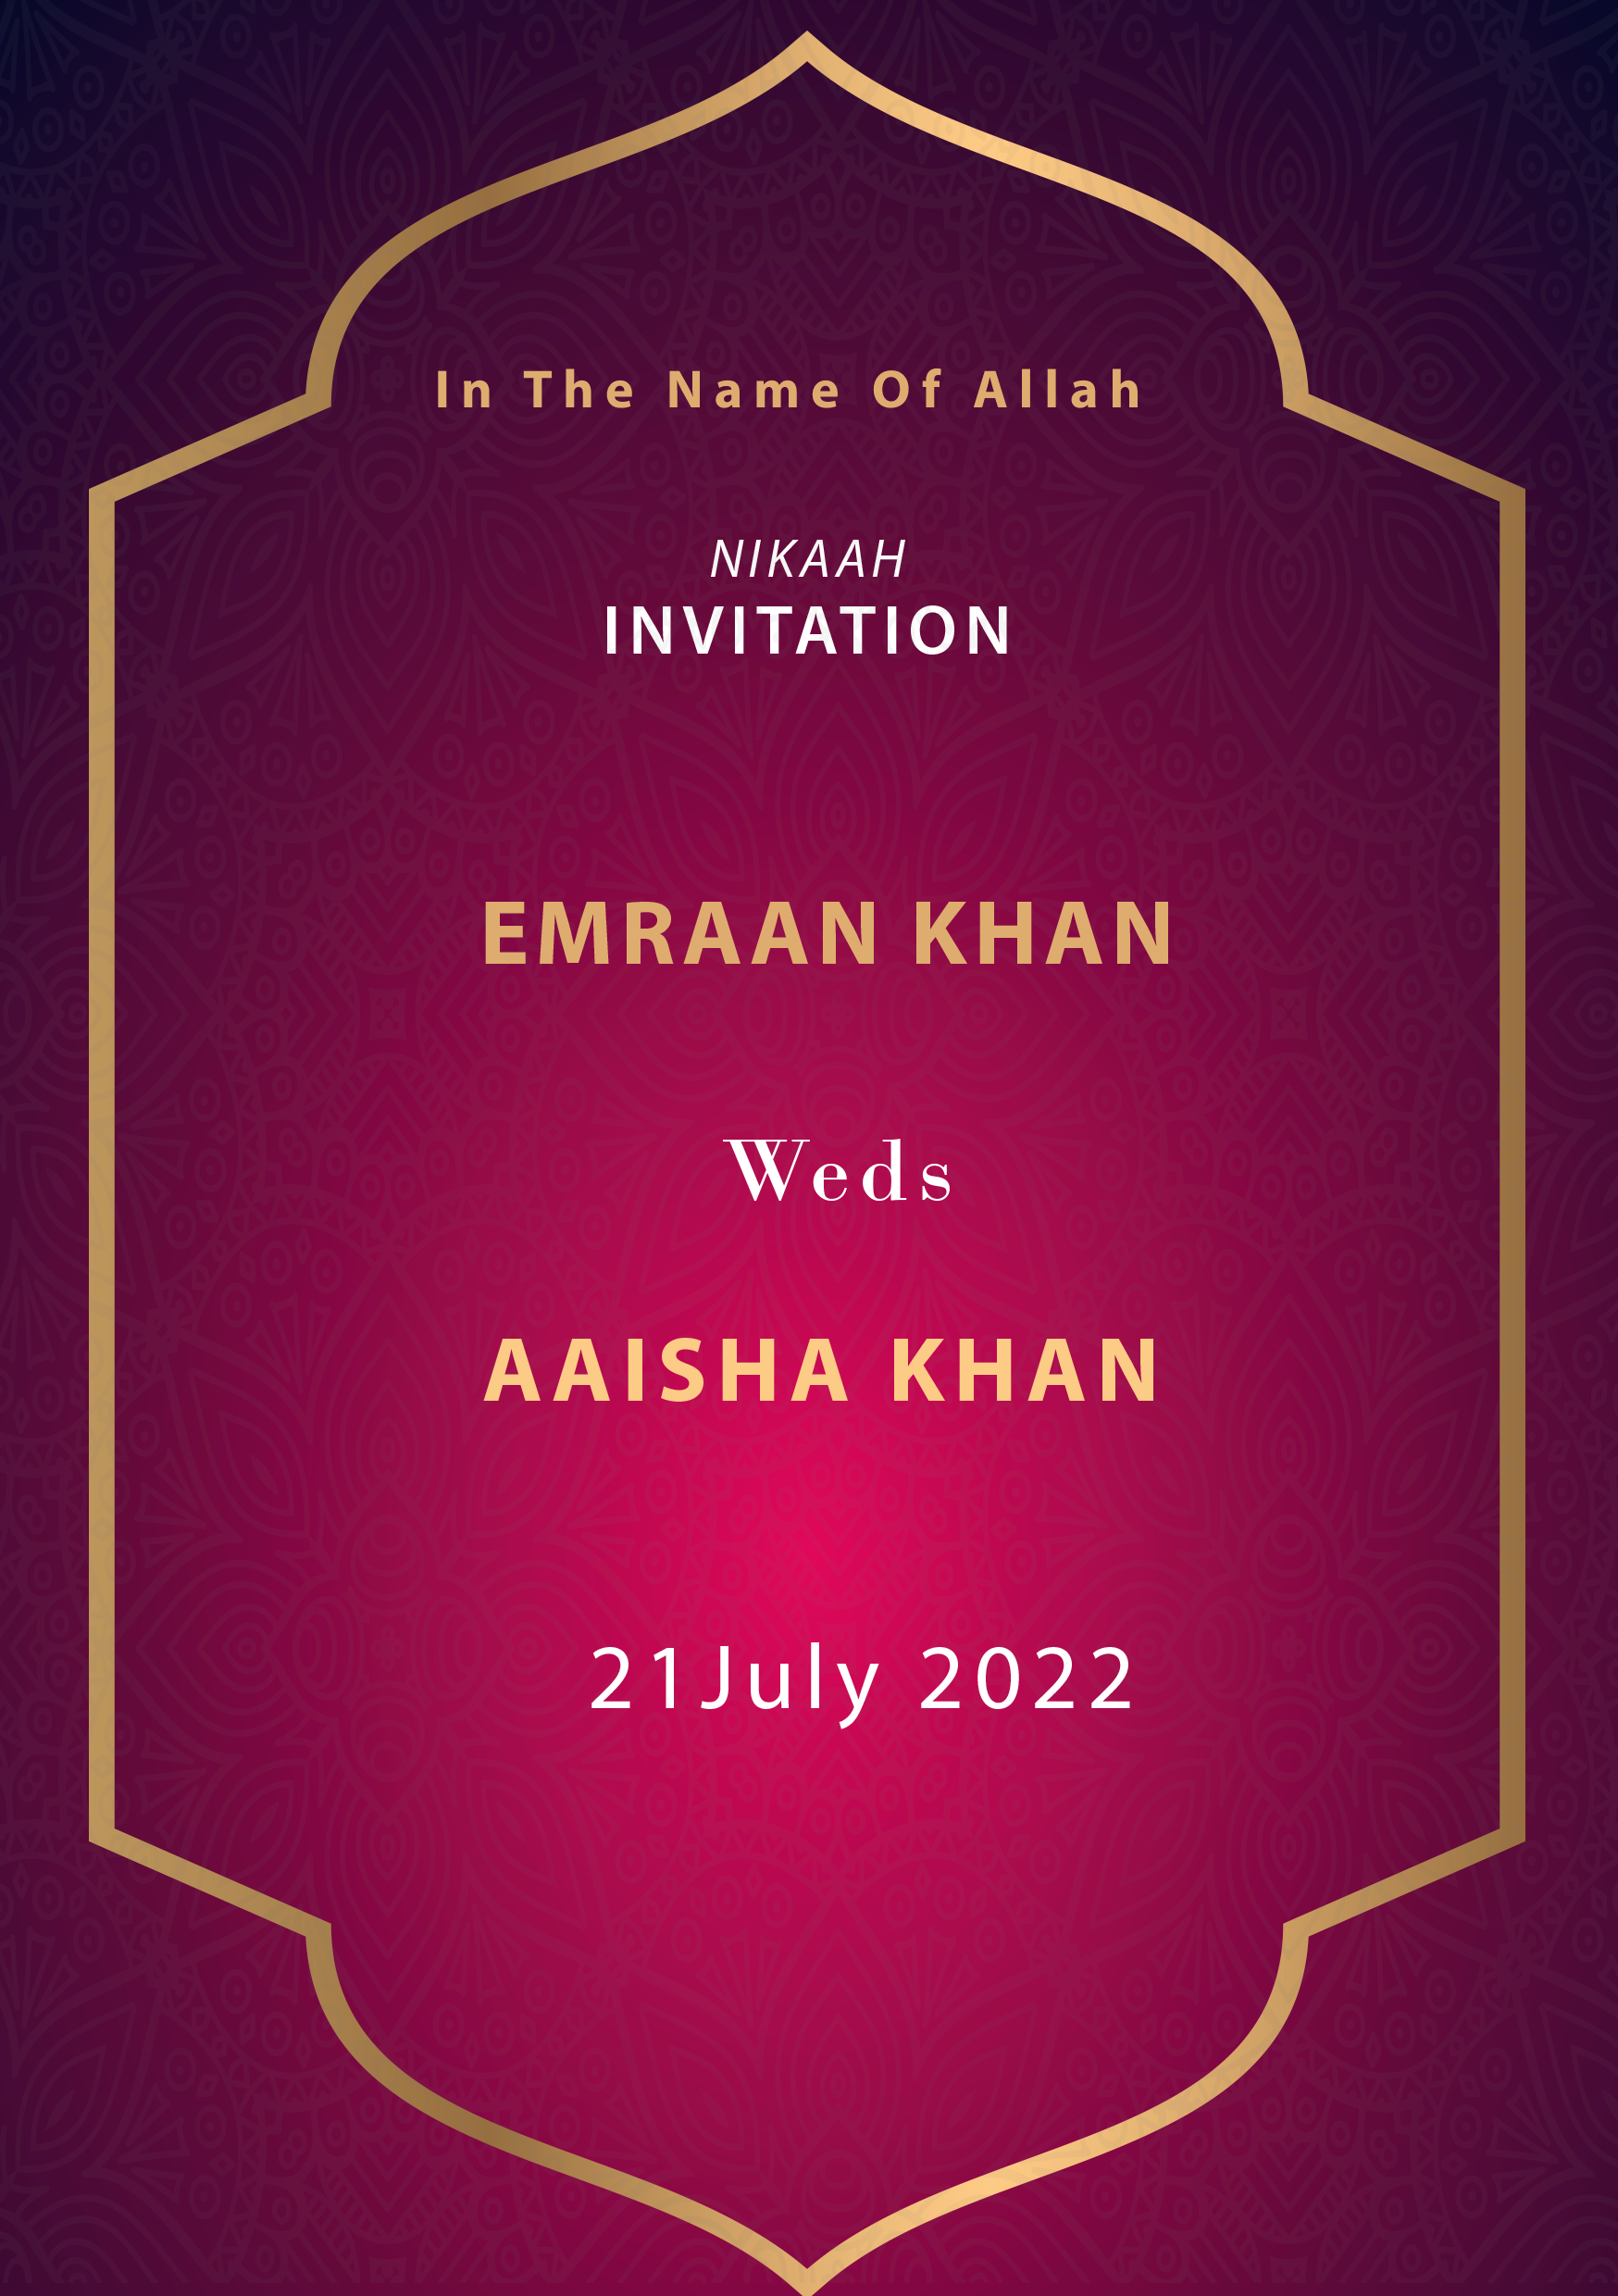 In The Name Of Allah
NIKAAH
INVITATION
EMRAAN KHAN
Weds
AAISHA KHAN
21July 2022